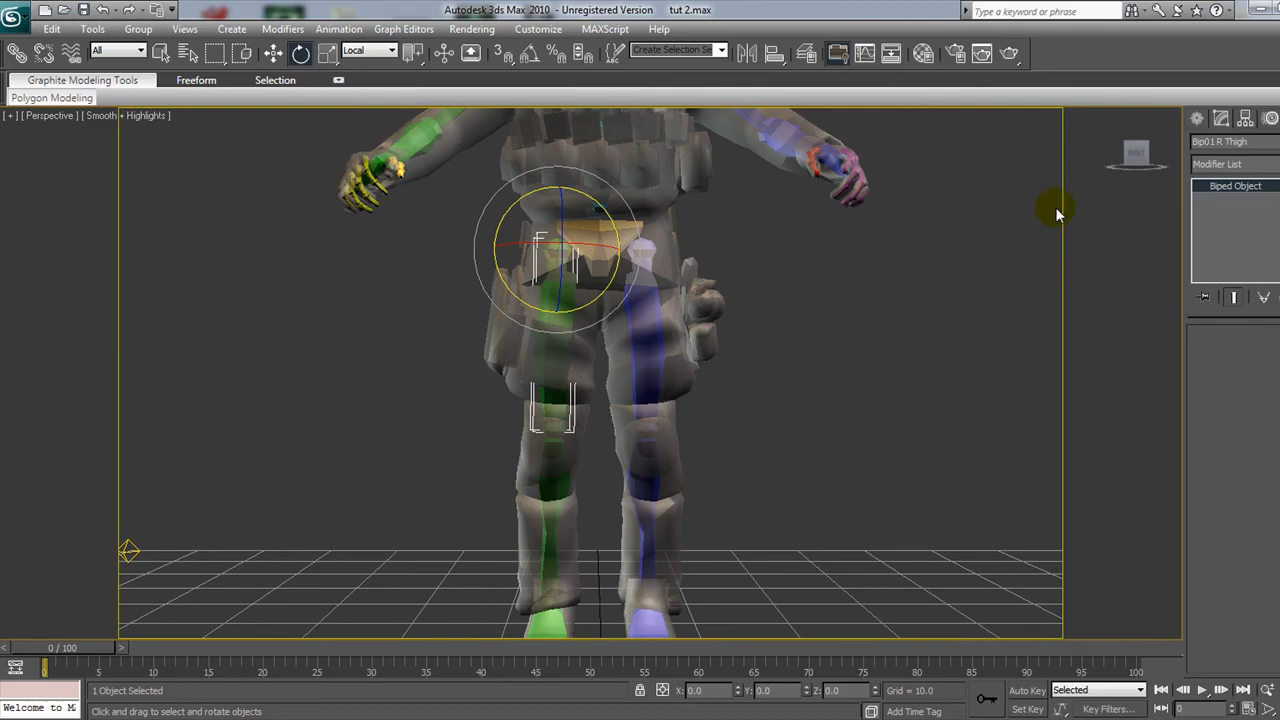 Autodesk 3ds Max 2010 - Unregistered Version tut 2.max
Type a keyword or phrase
Edit Tools Group Views Create Modifiers Animation Graph Editors Rendering Customize MAXScript Help
All Local Create Selection Se
Graphite Modeling Tools Freeform Selection
Polygon Modeling
[ + ] [ Perspective ] [ Smooth + Highlights ]
RIGHT
Bip01 R Thigh
Modifier List
Biped Object
0 / 100
0 5 10 15 20 25 30 35 40 45 50 55 60 65 70 75 80 85 90 95 100
1 Object Selected X: 0.0 Y: 0.0 Z: 0.0 Grid = 10.0 Auto Key Selected
Welcome to M Click and drag to select and rotate objects Add Time Tag Set Key Key Filters... 0